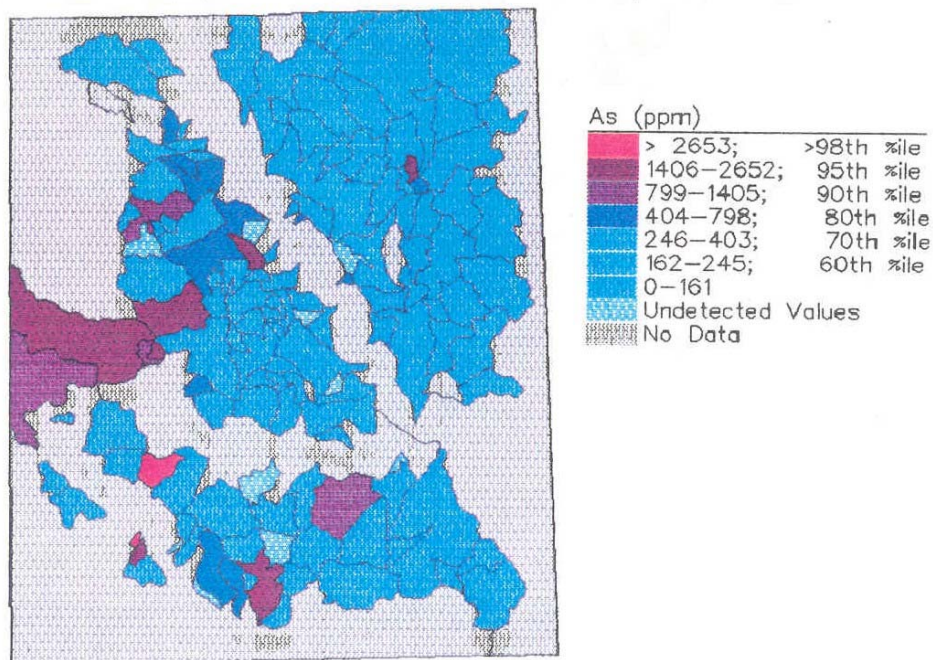 As (ppm)
> 2653; >98th %ile
1406-2652; 95th %ile
799-1405; 90th %ile
404-798; 80th %ile
246-403; 70th %ile
162-245; 60th %ile
0-161
Undetected Values
No Data